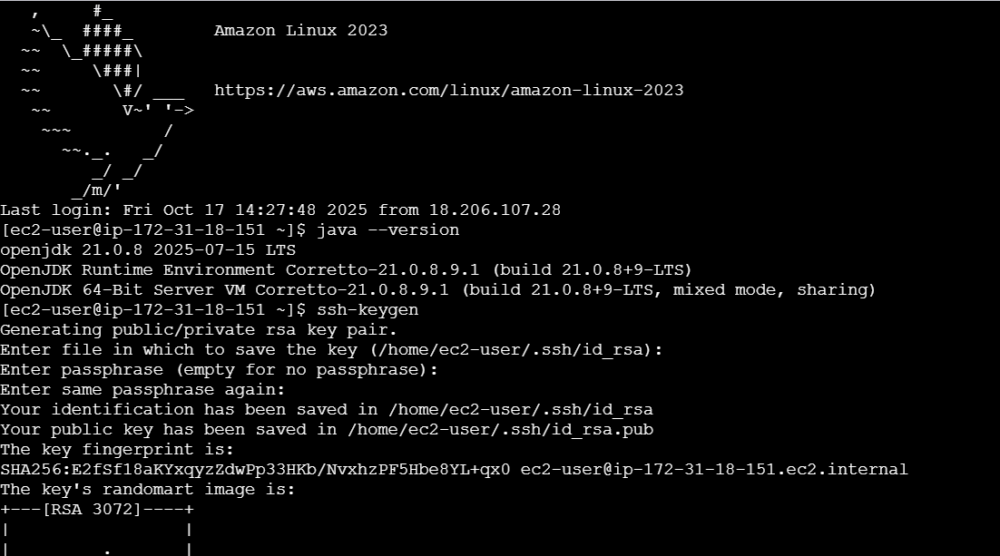 ,     #_
   ~\_  ####_        Amazon Linux 2023
  ~~  \_#####\
  ~~     \###|
  ~~       \#/ ___   https://aws.amazon.com/linux/amazon-linux-2023
   ~~       V~' '->
    ~~~         /
      ~~._.   _/
         _/ _/
       _/m/'
Last login: Fri Oct 17 14:27:48 2025 from 18.206.107.28
[ec2-user@ip-172-31-18-151 ~]$ java --version
openjdk 21.0.8 2025-07-15 LTS
OpenJDK Runtime Environment Corretto-21.0.8.9.1 (build 21.0.8+9-LTS)
OpenJDK 64-Bit Server VM Corretto-21.0.8.9.1 (build 21.0.8+9-LTS, mixed mode, sharing)
[ec2-user@ip-172-31-18-151 ~]$ ssh-keygen
Generating public/private rsa key pair.
Enter file in which to save the key (/home/ec2-user/.ssh/id_rsa):
Enter passphrase (empty for no passphrase):
Enter same passphrase again:
Your identification has been saved in /home/ec2-user/.ssh/id_rsa
Your public key has been saved in /home/ec2-user/.ssh/id_rsa.pub
The key fingerprint is:
SHA256:E2fSf18aKYxqyzZdwPp33HKb/NvxhzPF5Hbe8YL+qx0 ec2-user@ip-172-31-18-151.ec2.internal
The key's randomart image is:
+---[RSA 3072]----+
|                 |
|         .       |